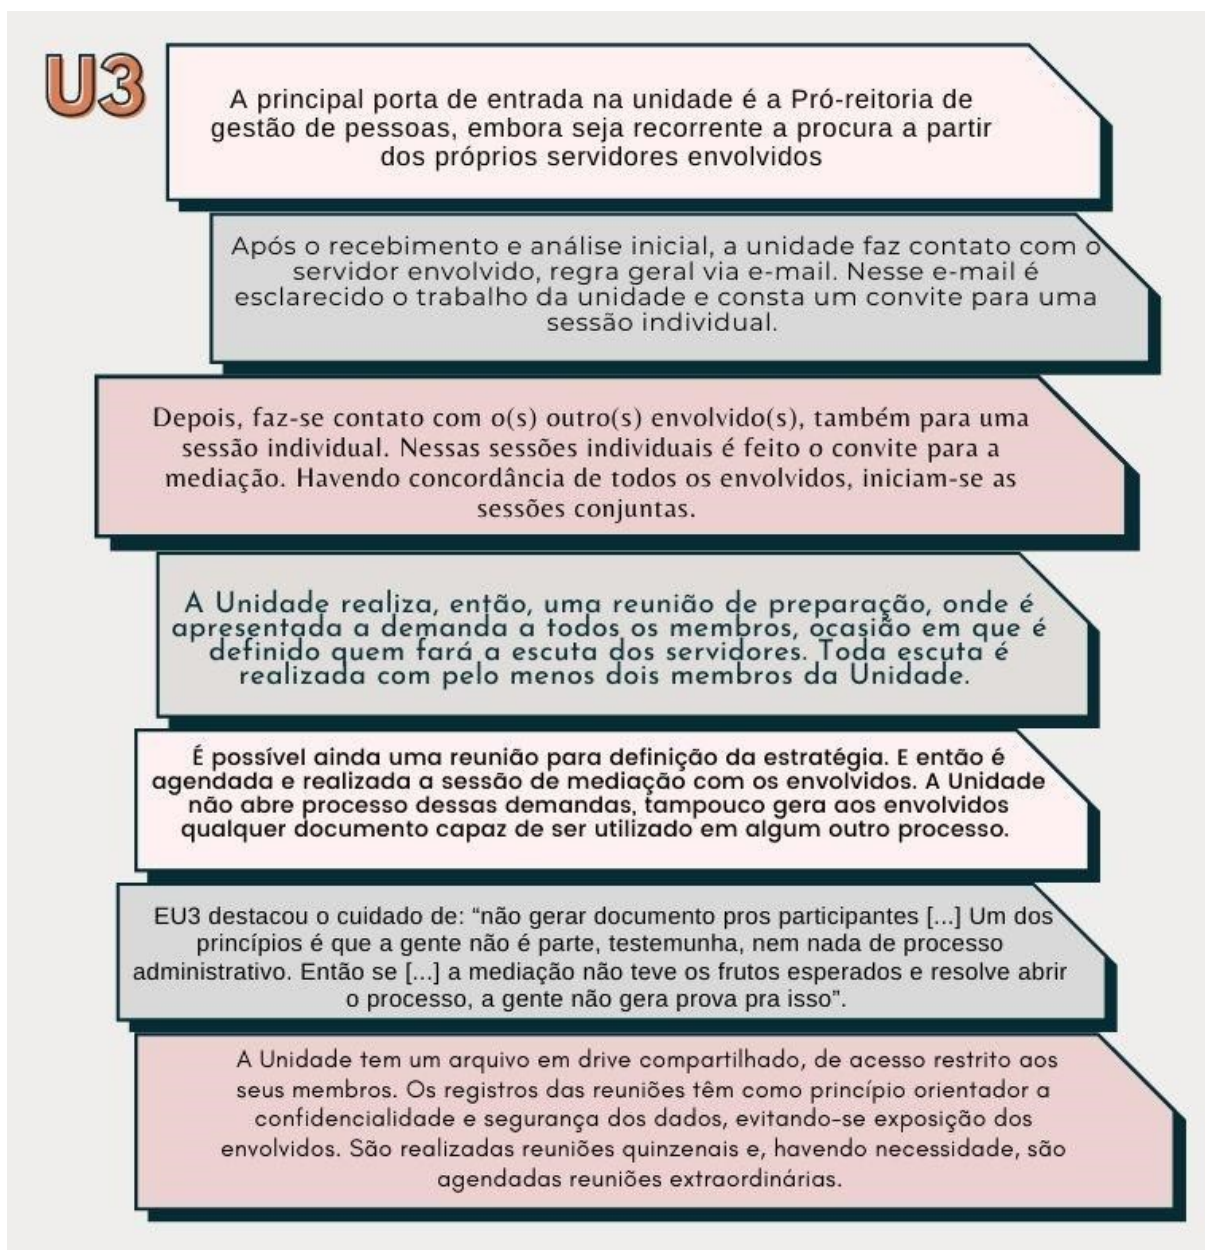 U3
A principal porta de entrada na unidade é a Pró-reitoria de
gestão de pessoas, embora seja recorrente a procura a partir
dos próprios servidores envolvidos
Após o recebimento e análise inicial, a unidade faz contato com o
servidor envolvido, regra geral via e-mail. Nesse e-mail é
esclarecido o trabalho da unidade e consta um convite para uma
sessão individual.
Depois, faz-se contato com o(s) outro(s) envolvido(s), também para uma
sessão individual. Nessas sessões individuais é feito o convite para a
mediação. Havendo concordância de todos os envolvidos, iniciam-se as
sessões conjuntas.
A Unidade realiza, então, uma reunião de preparação, onde é
apresentada a demanda a todos os membros, ocasião em que é
definido quem fará a escuta dos servidores. Toda escuta é
realizada com pelo menos dois membros da Unidade.
É possível ainda uma reunião para definição da estratégia. E então é
agendada e realizada a sessão de mediação com os envolvidos. A Unidade
não abre processo dessas demandas, tampouco gera aos envolvidos
qualquer documento capaz de ser utilizado em algum outro processo.
EU3 destacou o cuidado de: “não gerar documento pros participantes [...] Um dos
princípios é que a gente não é parte, testemunha, nem nada de processo
administrativo. Então se [...] a mediação não teve os frutos esperados e resolve abrir
o processo, a gente não gera prova pra isso”.
A Unidade tem um arquivo em drive compartilhado, de acesso restrito aos
seus membros. Os registros das reuniões têm como princípio orientador a
confidencialidade e segurança dos dados, evitando-se exposição dos
envolvidos. São realizadas reuniões quinzenais e, havendo necessidade, são
agendadas reuniões extraordinárias.